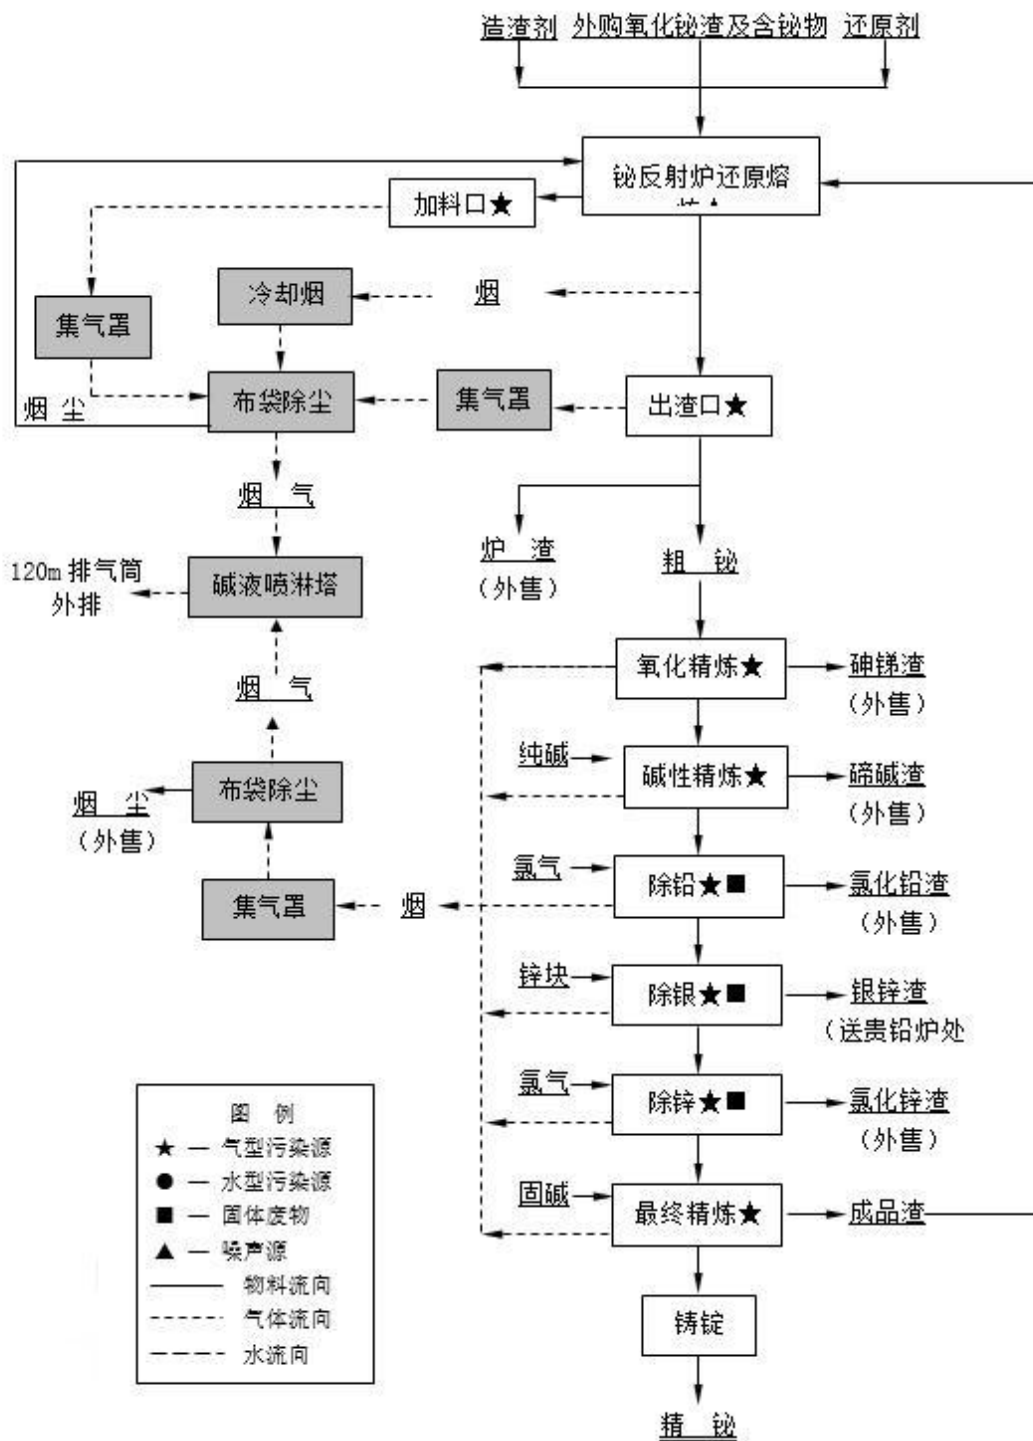 造渣剂 外购氧化铋渣及含铋物 还原剂
铋反射炉还原熔
加料口★
冷却烟
烟
集气罩
布袋除尘
集气罩
出渣口★
烟 尘
烟 气
炉 渣
(外售)
粗 铋
120m 排气筒
外排
碱液喷淋塔
氧化精炼★
砷锑渣
(外售)
烟 气
纯碱
碱性精炼★
碲碱渣
(外售)
布袋除尘
烟 尘
(外售)
氯气
除铅★■
氯化铅渣
(外售)
集气罩
烟
锌块
除银★■
银锌渣
(送贵铅炉处
氯气
除锌★■
氯化锌渣
(外售)
固碱
最终精炼★
成品渣
铸锭
精 铋
图 例
★ — 气型污染源
● — 水型污染源
■ — 固体废物
▲ — 噪声源
物料流向
气体流向
水流向